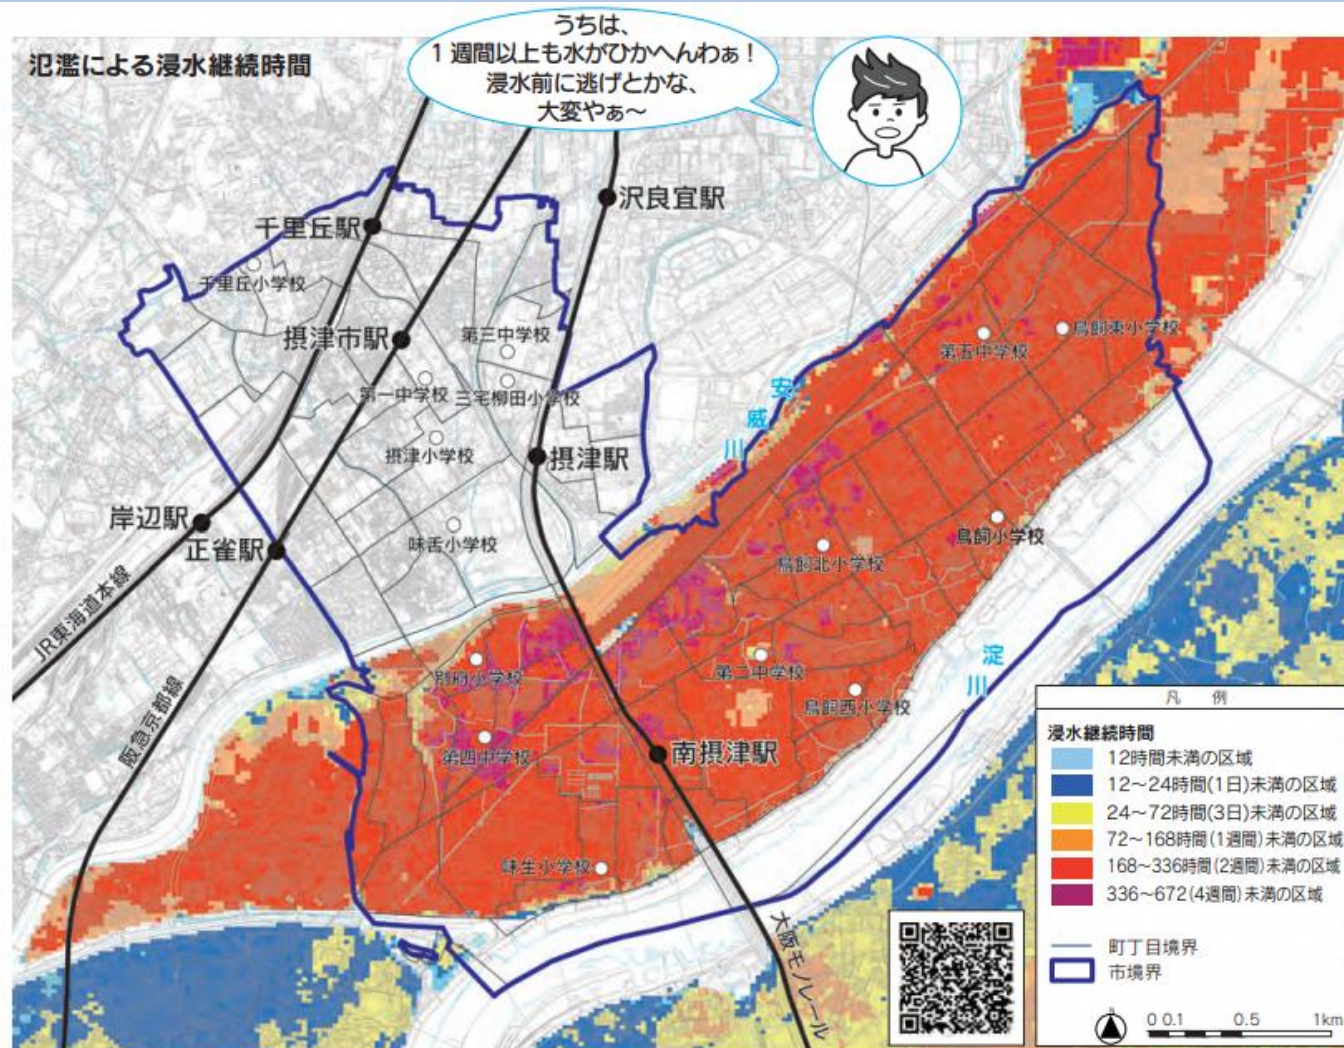 氾濫による浸水継続時間
うちは、
1週間以上も水がひかへんわぁ!
浸水前に逃げとかな、
大変やぁ〜
沢良宜駅
千里丘駅
千里丘小学校
摂津市駅
第三中学校
第一中学校
三宅柳田小学校
摂津小学校
摂津駅
安威川
第五中学校
鳥飼東小学校
岸辺駅
正雀駅
味舌小学校
鳥飼北小学校
鳥飼小学校
JR東海道本線
阪急京都線
別府小学校
第二中学校
鳥飼西小学校
淀川
第四中学校
南摂津駅
味生小学校
大阪モノレール
凡 例
浸水継続時間
12時間未満の区域
12〜24時間(1日)未満の区域
24〜72時間(3日)未満の区域
72〜168時間(1週間)未満の区域
168〜336時間(2週間)未満の区域
336〜672(4週間)未満の区域
町丁目境界
市境界
0 0.1 0.5 1km